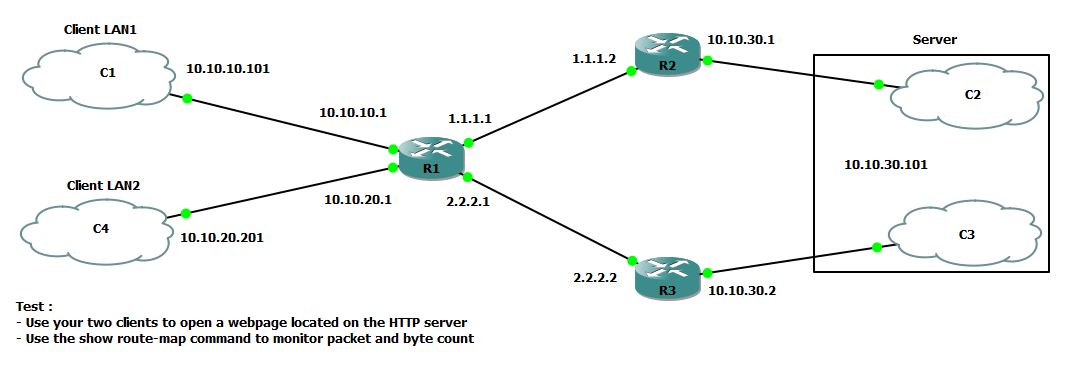 Client LAN1
C1
10.10.10.101
10.10.10.1
1.1.1.1
1.1.1.2
R2
10.10.30.1
Server
C2
R1
10.10.30.101
Client LAN2
C4
10.10.20.201
10.10.20.1
2.2.2.1
2.2.2.2
R3
10.10.30.2
C3
Test :
- Use your two clients to open a webpage located on the HTTP server
- Use the show route-map command to monitor packet and byte count